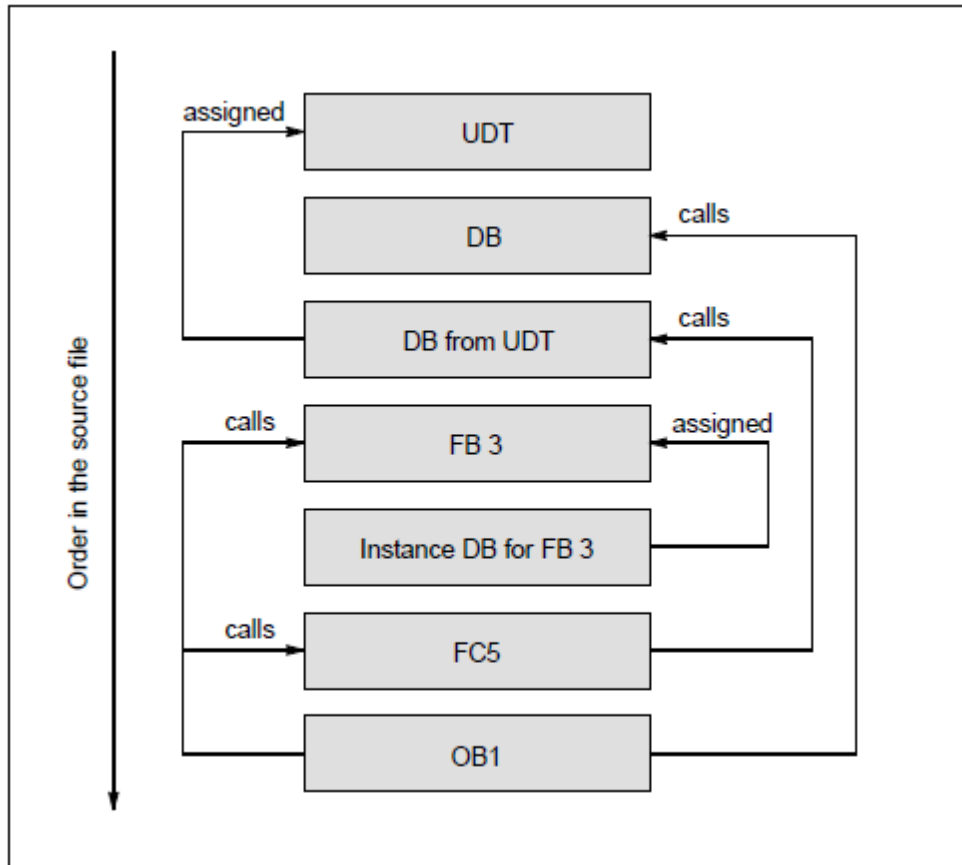 assigned
UDT
calls
DB
calls
DB from UDT
calls
FB 3
assigned
Instance DB for FB 3
calls
FC5
OB1
Order in the source file